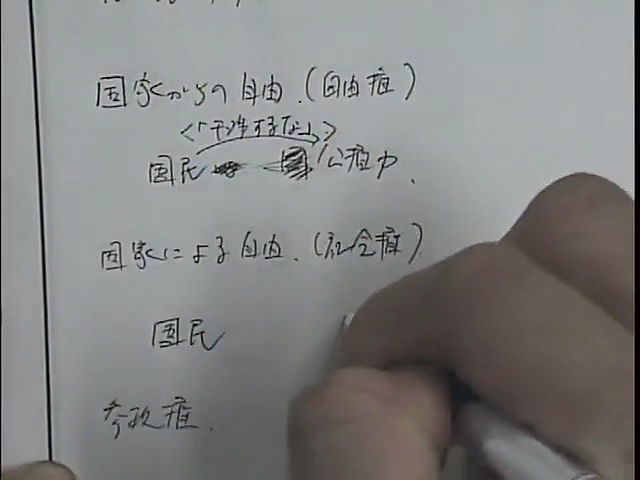 国家からの自由.(自由権)
<「干渉するな」>
国民 公権力.
国家による自由.(社会権)
国民
参政権.